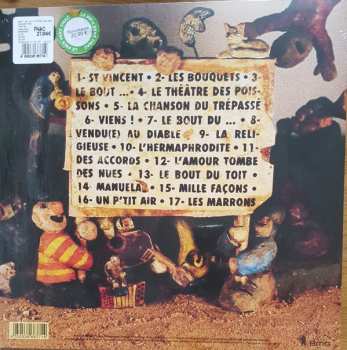 1- ST VINCENT • 2- LES BOUQUETS • 3-
LE BOUT ... • 4- LE THÉÂTRE DES POIS-
SONS • 5- LA CHANSON DU TRÉPASSÉ
6- VIENS ! • 7- LE BOUT DU ... • 8-
VENDU(E) AU DIABLE • 9- LA RELI-
GIEUSE • 10- L'HERMAPHRODITE • 11-
DES ACCORDS • 12- L'AMOUR TOMBE
DES NUES • 13- LE BOUT DU TOIT •
14- MANUELA • 15- MILLE FAÇONS •
16- UN P'TIT AIR • 17- LES MARRONS
BMG